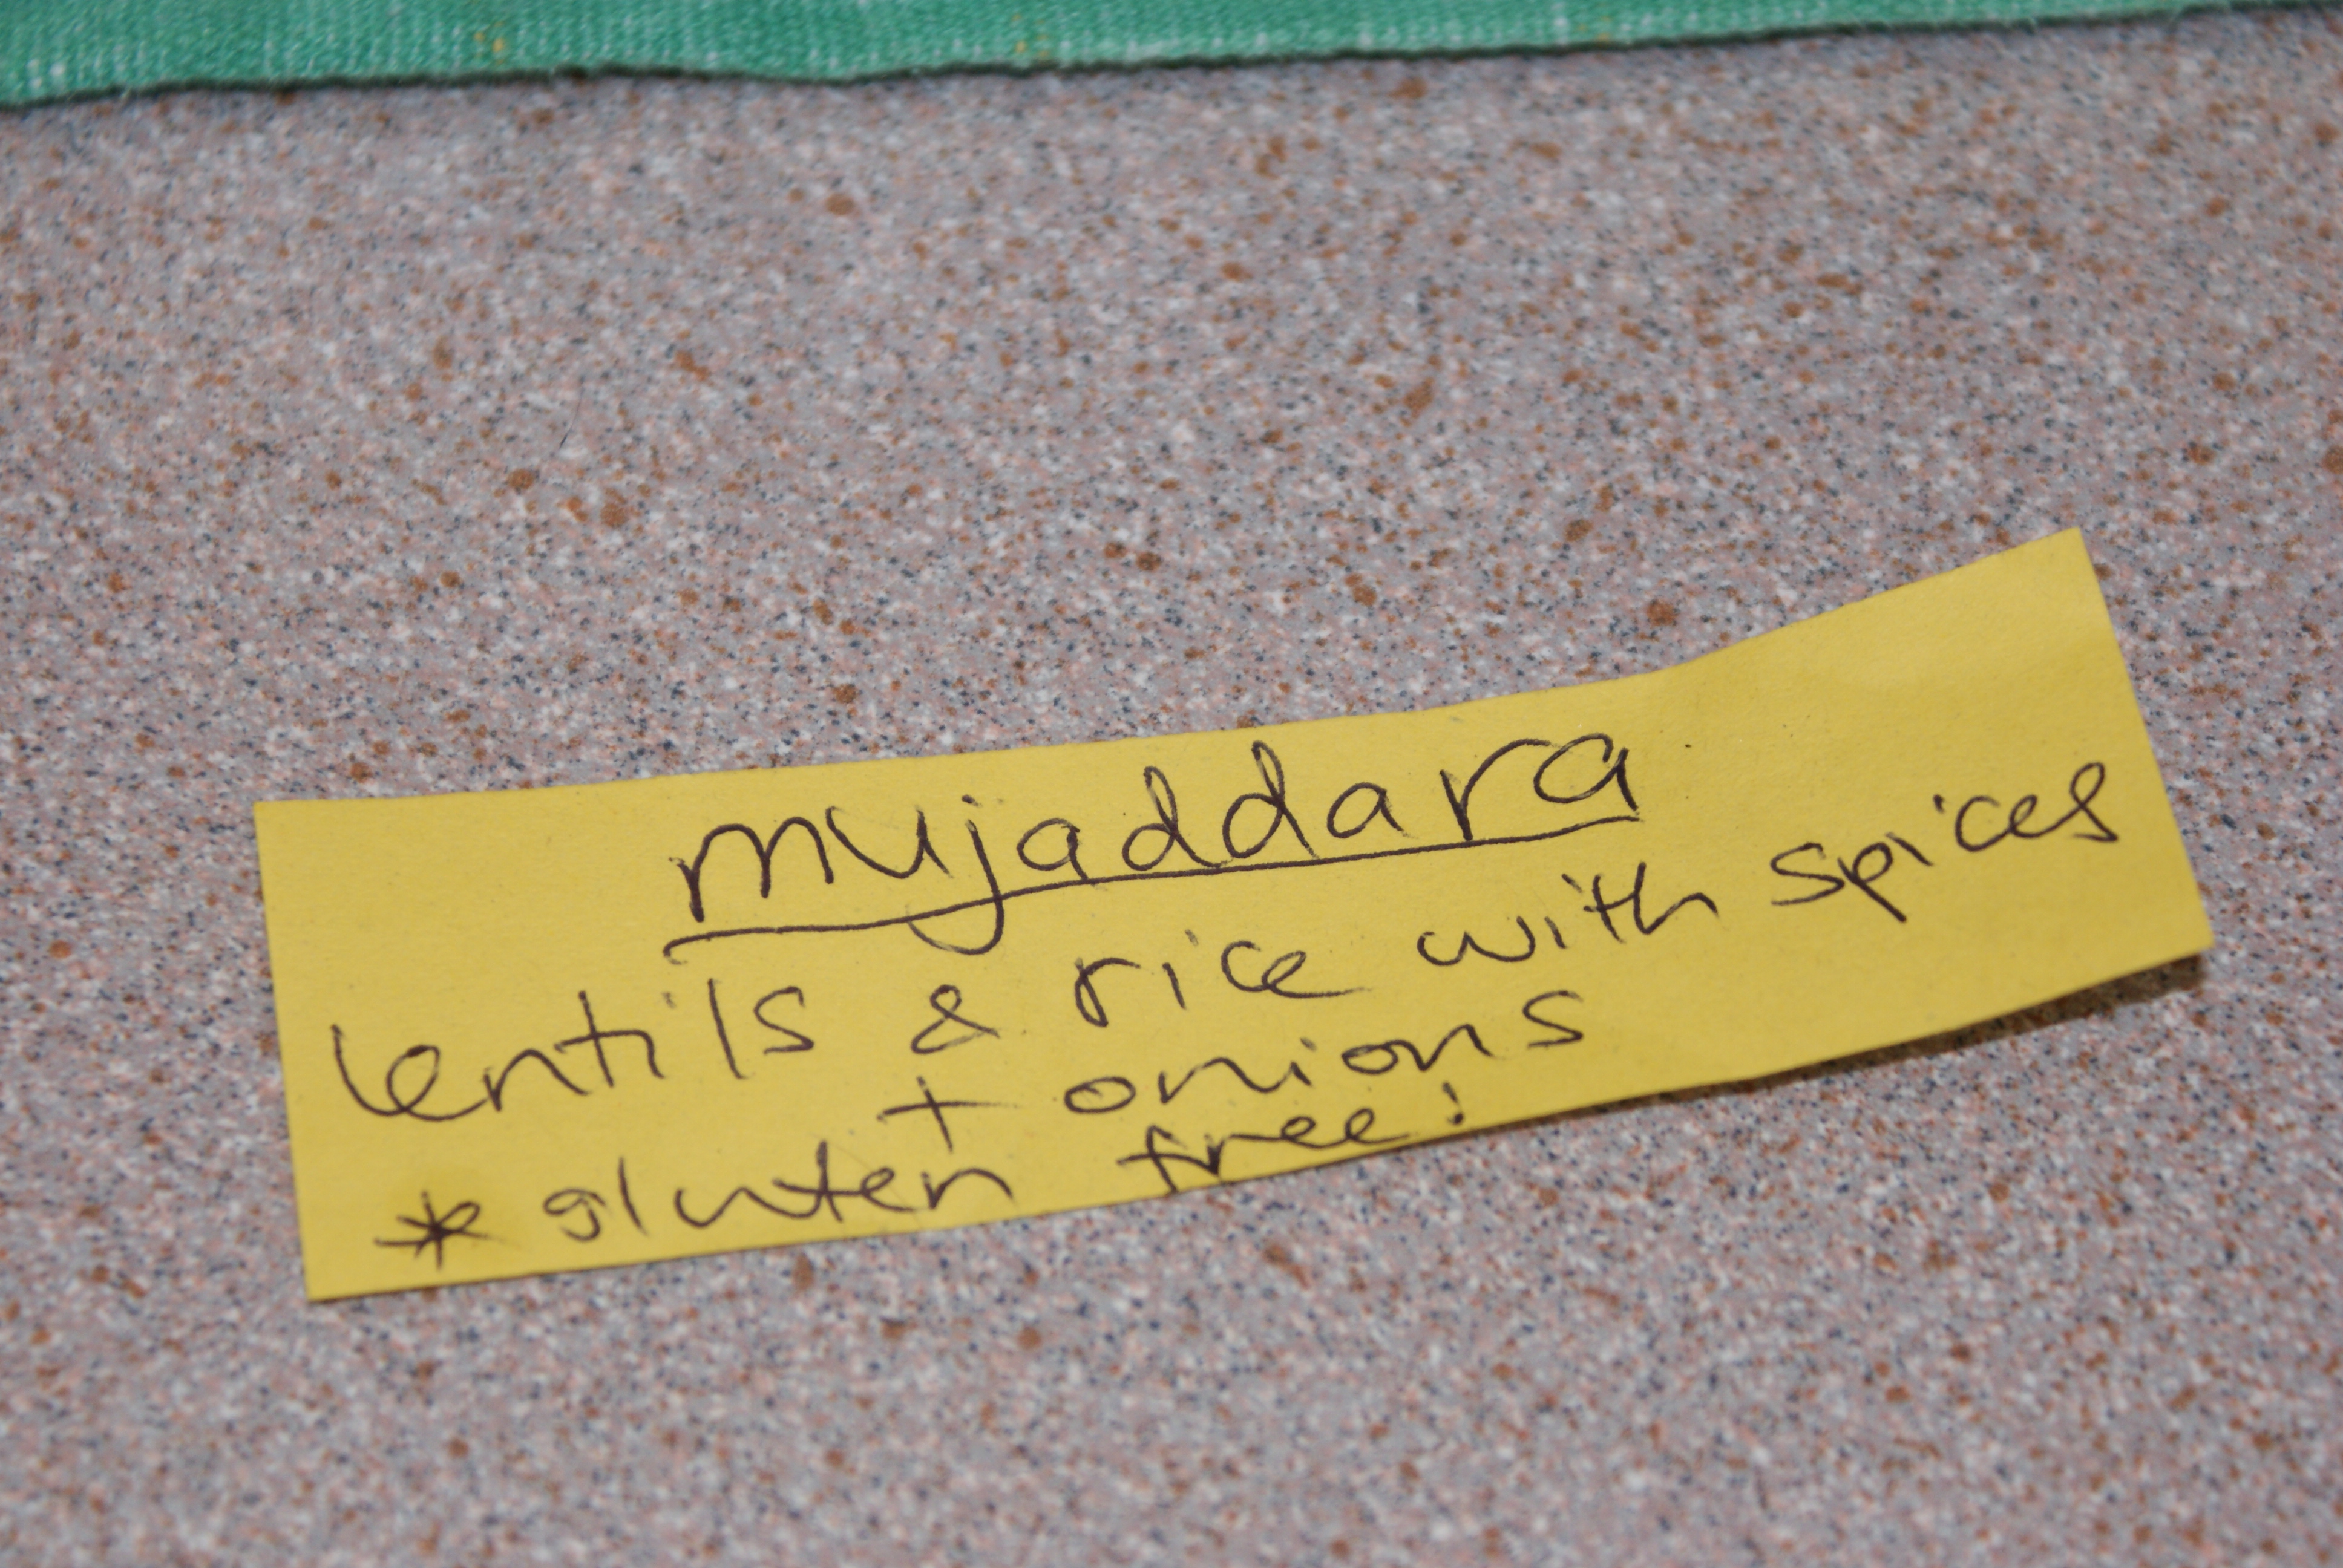 mujaddara
lentils & rice with spices
+ onions
* gluten free!